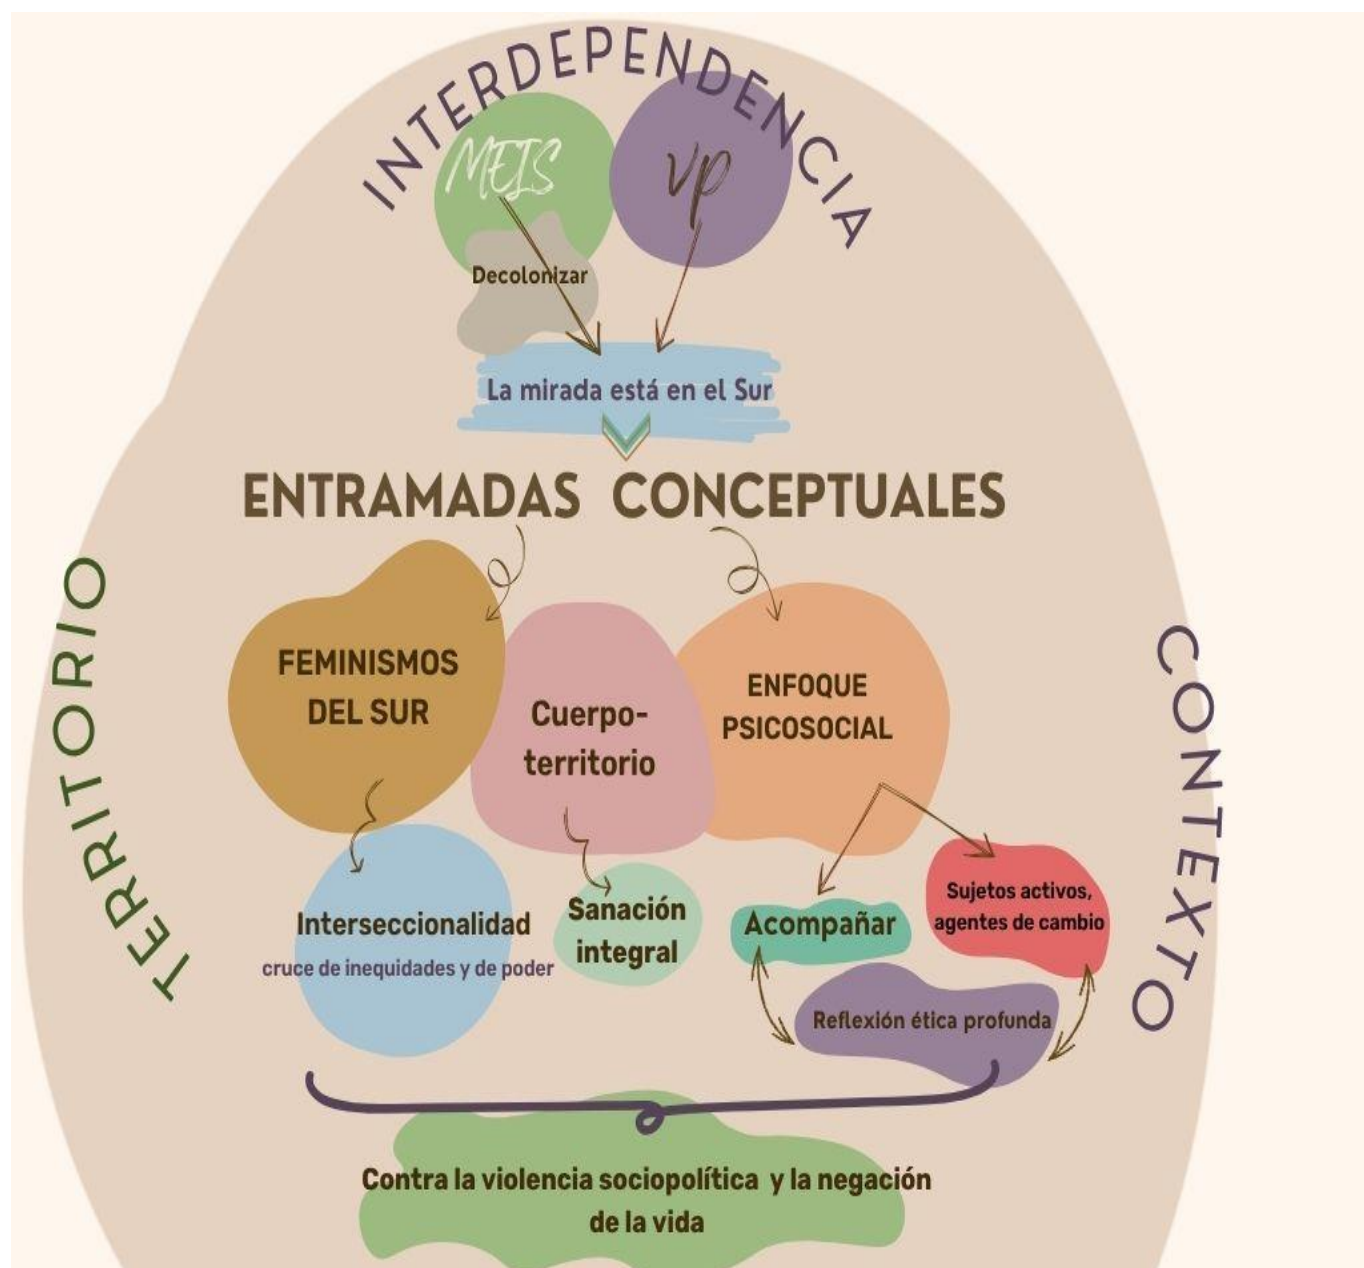 INTERDEPENDENCIA
MEIS
vp
Decolonizar
La mirada está en el Sur
ENTRAMADAS CONCEPTUALES
TERRITORIO
CONTEXTO
FEMINISMOS
DEL SUR
Cuerpo-
territorio
ENFOQUE
PSICOSOCIAL
Interseccionalidad
cruce de inequidades y de poder
Sanación
integral
Acompañar
Sujetos activos,
agentes de cambio
Reflexión ética profunda
Contra la violencia sociopolítica y la negación
de la vida